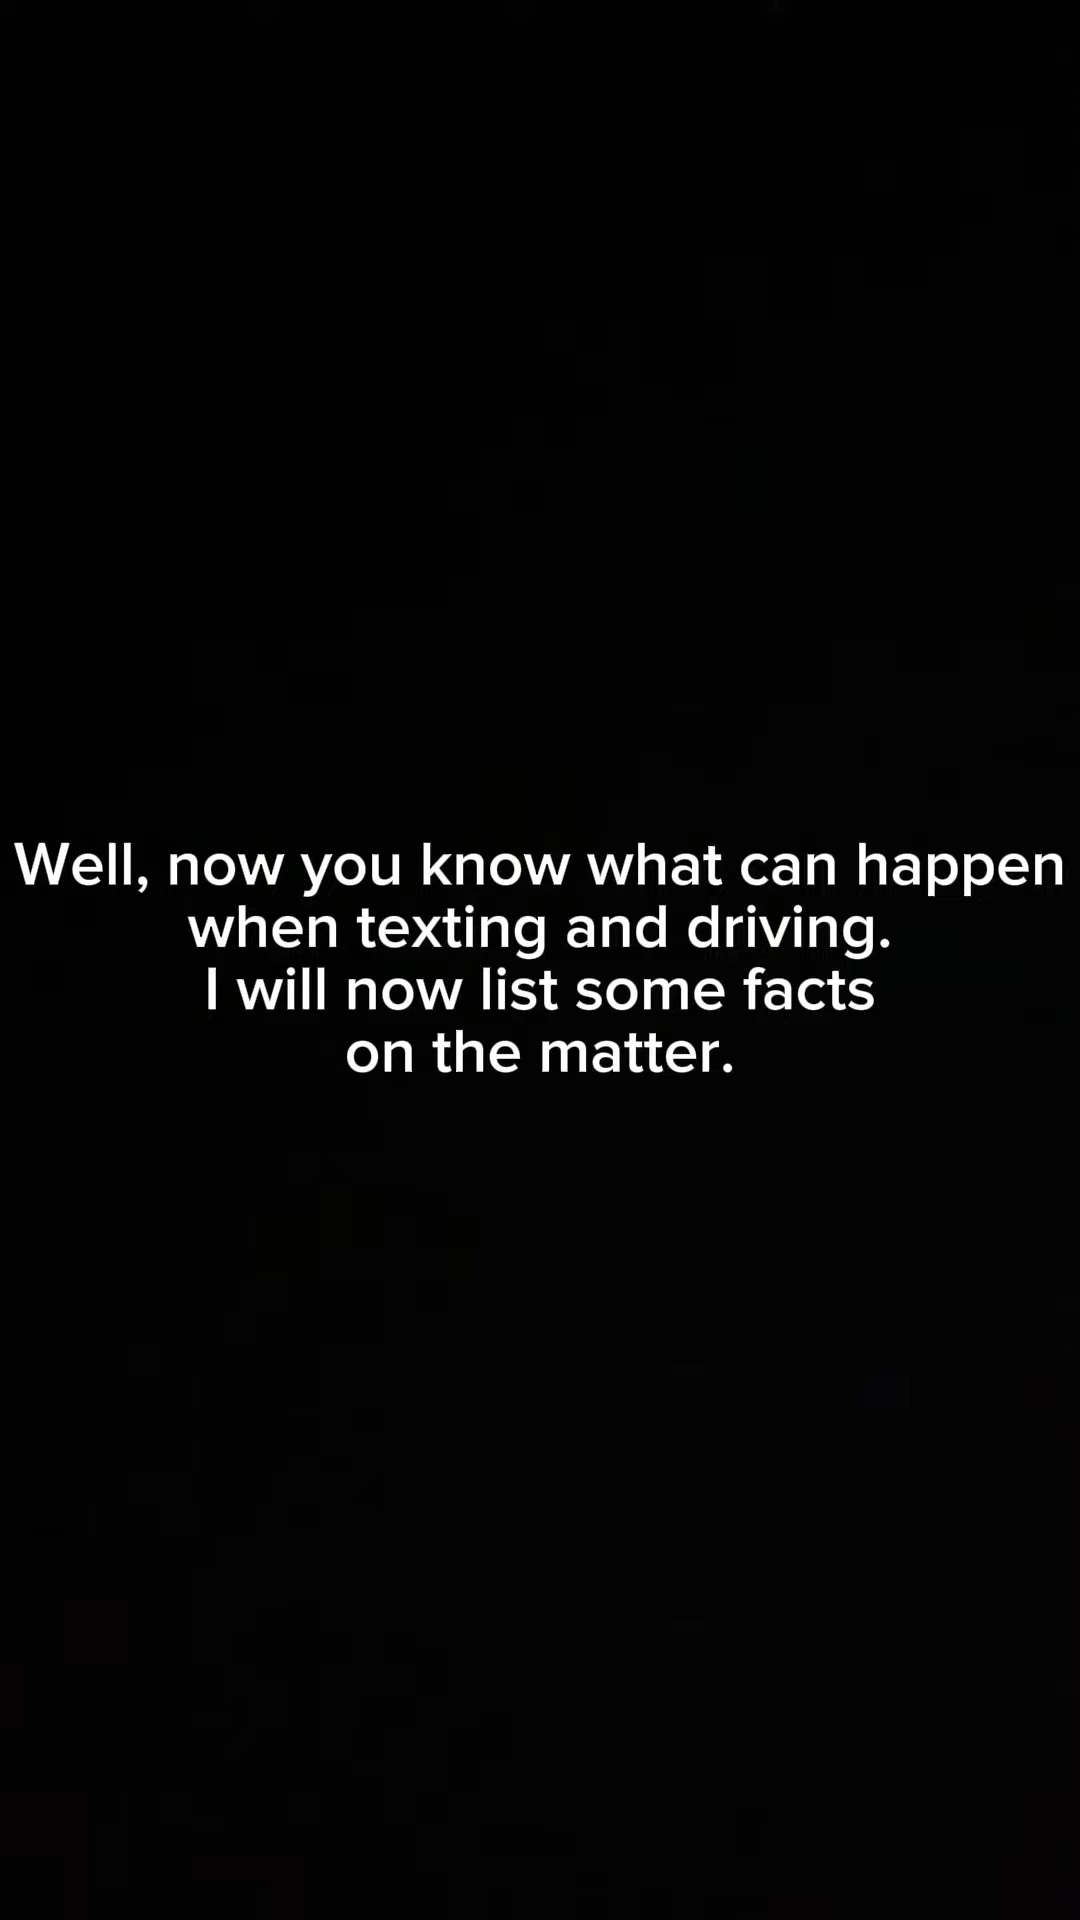 Well, now you know what can happen
when texting and driving.
I will now list some facts
on the matter.